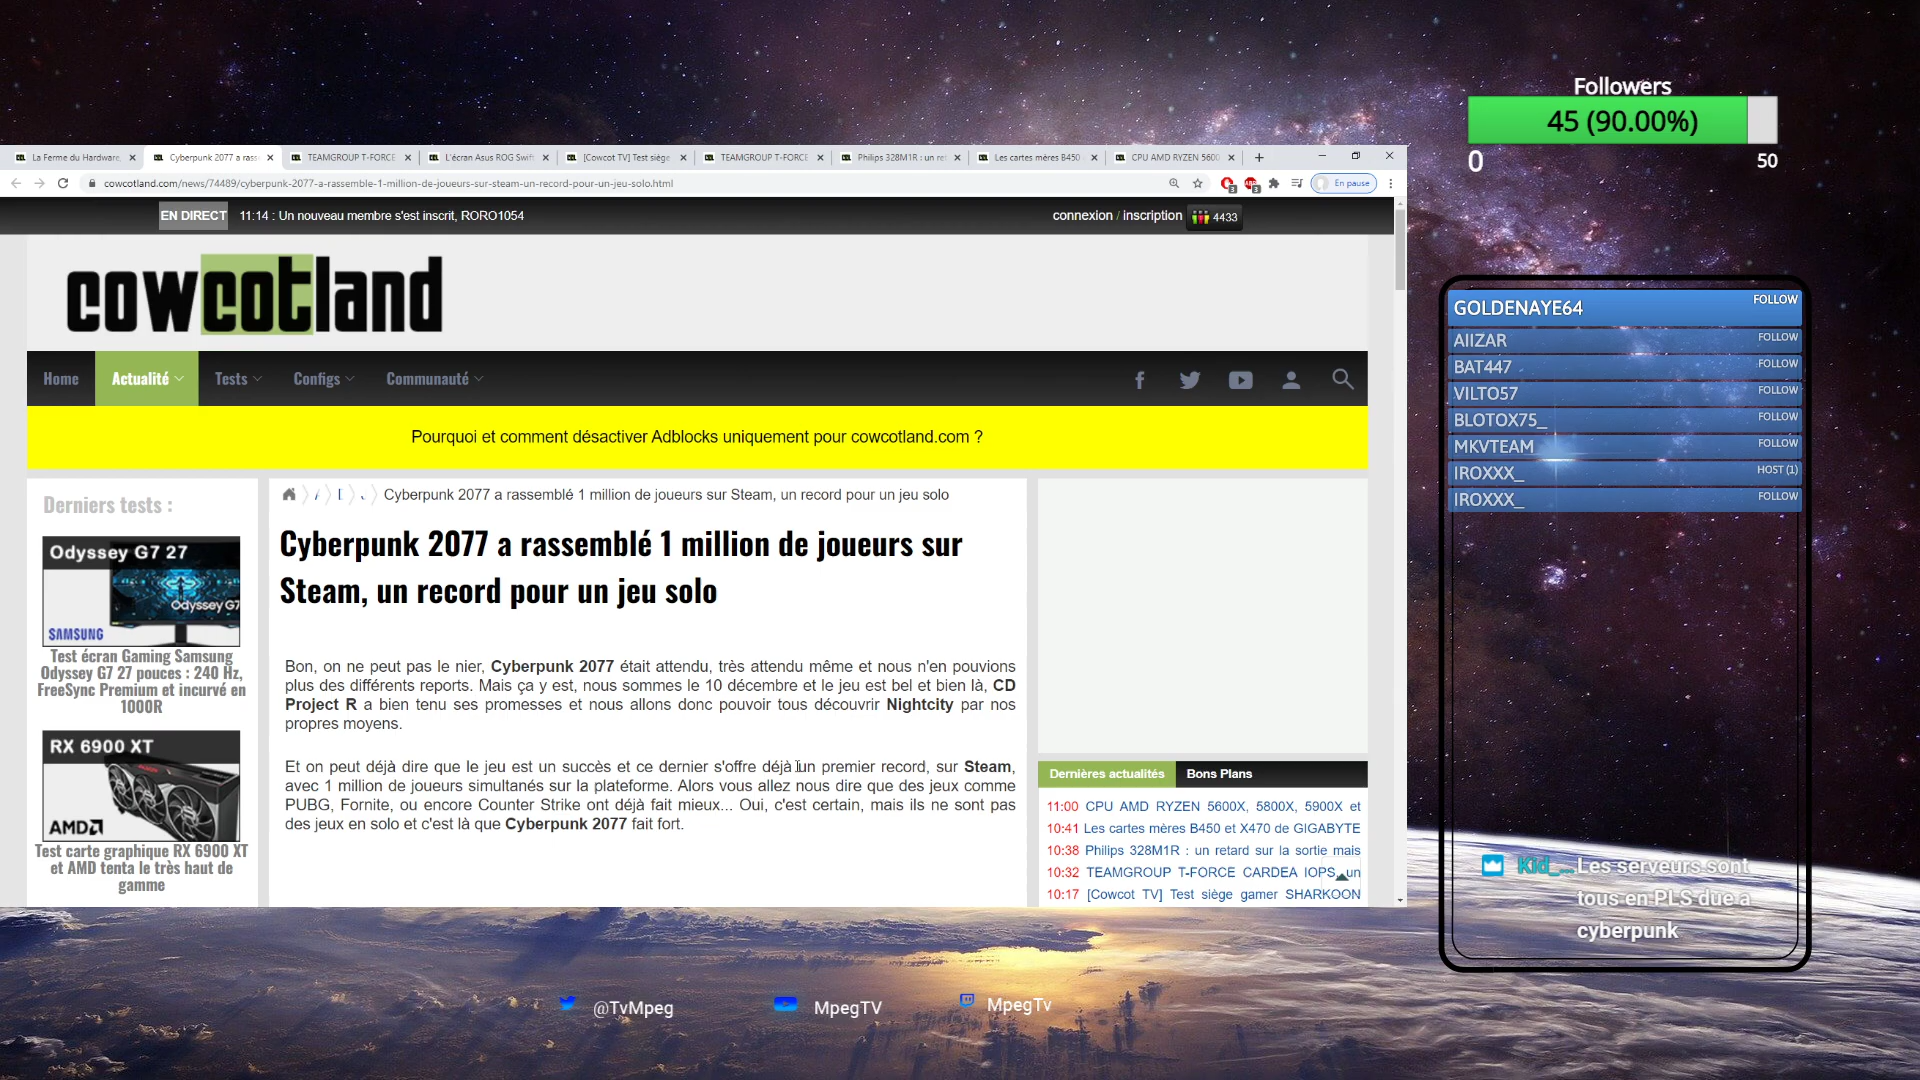 La Ferme du Hardware,
Cyberpunk 2077 a rass
TEAMGROUP T-FORCE
L'écran Asus ROG Swift
[Cowcot TV] Test siège
TEAMGROUP T-FORCE
Philips 328M1R : un re
Les cartes mères B450
CPU AMD RYZEN 5600
cowcotland.com/news/74489/cyberpunk-2077-a-rassemble-1-million-de-joueurs-sur-steam-un-record-pour-un-jeu-solo.html
En pause
EN DIRECT 11:14 : Un nouveau membre s'est inscrit, RORO1054
connexion / inscription 4433
cowcotland
Home Actualité Tests Configs Communauté
Pourquoi et comment désactiver Adblocks uniquement pour cowcotland.com ?
Derniers tests :
Odyssey G7 27
Odyssey G7
SAMSUNG
Test écran Gaming Samsung
Odyssey G7 27 pouces : 240 Hz,
FreeSync Premium et incurvé en
1000R
RX 6900 XT
AMD
Test carte graphique RX 6900 XT
et AMD tenta le très haut de
gamme
Cyberpunk 2077 a rassemblé 1 million de joueurs sur Steam, un record pour un jeu solo
Cyberpunk 2077 a rassemblé 1 million de joueurs sur
Steam, un record pour un jeu solo
Bon, on ne peut pas le nier, Cyberpunk 2077 était attendu, très attendu même et nous n'en pouvions
plus des différents reports. Mais ça y est, nous sommes le 10 décembre et le jeu est bel et bien là, CD
Project R a bien tenu ses promesses et nous allons donc pouvoir tous découvrir Nightcity par nos
propres moyens.
Et on peut déjà dire que le jeu est un succès et ce dernier s'offre déjà un premier record, sur Steam,
avec 1 million de joueurs simultanés sur la plateforme. Alors vous allez nous dire que des jeux comme
PUBG, Fornite, ou encore Counter Strike ont déjà fait mieux... Oui, c'est certain, mais ils ne sont pas
des jeux en solo et c'est là que Cyberpunk 2077 fait fort.
Dernières actualités Bons Plans
11:00 CPU AMD RYZEN 5600X, 5800X, 5900X et
10:41 Les cartes mères B450 et X470 de GIGABYTE
10:38 Philips 328M1R : un retard sur la sortie mais
10:32 TEAMGROUP T-FORCE CARDEA IOPS, un
10:17 [Cowcot TV] Test siège gamer SHARKOON
Followers
45 (90.00%)
0 50
GOLDENAYE64 FOLLOW
AIIZAR FOLLOW
BAT447 FOLLOW
VILTO57 FOLLOW
BLOTOX75_ FOLLOW
MKVTEAM FOLLOW
IROXXX_ HOST (1)
IROXXX_ FOLLOW
Kid_... Les serveurs sont
tous en PLS due a
cyberpunk
@TvMpeg MpegTV MpegTv